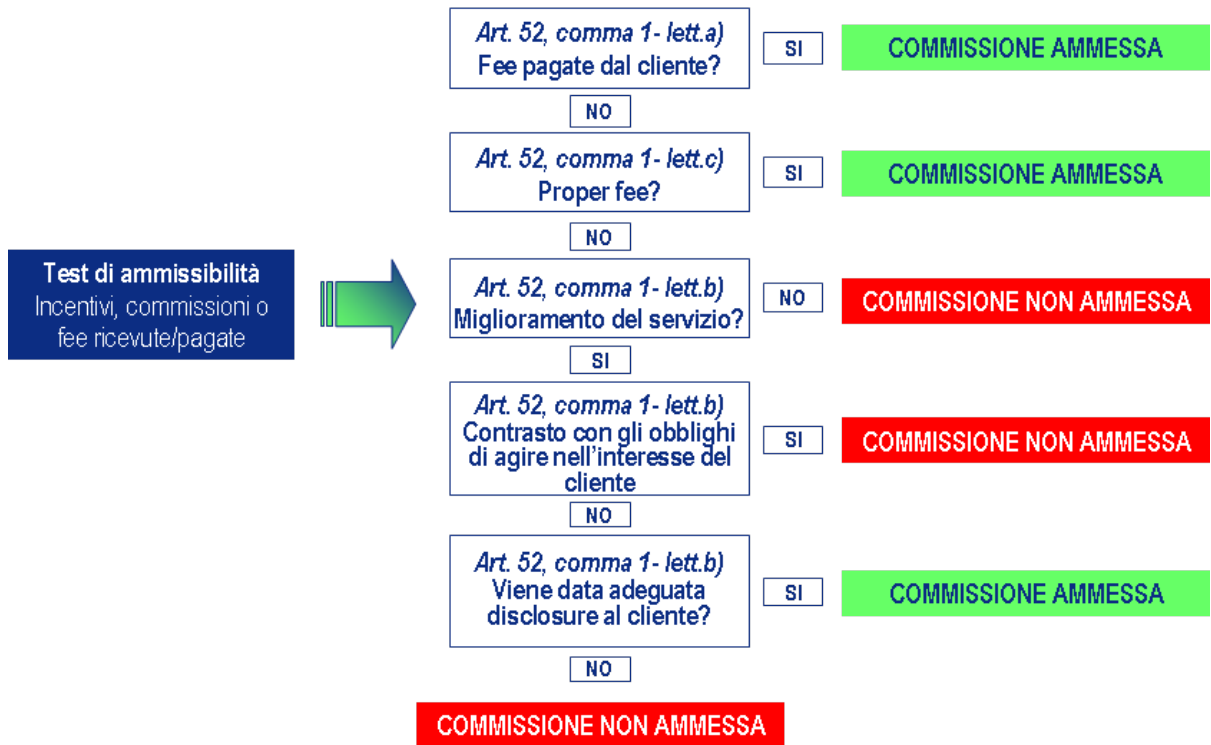 Art. 52, comma 1- lett.a)
Fee pagate dal cliente?
SI
COMMISSIONE AMMESSA
NO
Art. 52, comma 1- lett.c)
Proper fee?
SI
COMMISSIONE AMMESSA
NO
Test di ammissibilità
Incentivi, commissioni o
fee ricevute/pagate
Art. 52, comma 1- lett.b)
Miglioramento del servizio?
NO
COMMISSIONE NON AMMESSA
SI
Art. 52, comma 1- lett.b)
Contrasto con gli obblighi
di agire nell'interesse del
cliente
SI
COMMISSIONE NON AMMESSA
NO
Art. 52, comma 1- lett.b)
Viene data adeguata
disclosure al cliente?
SI
COMMISSIONE AMMESSA
NO
COMMISSIONE NON AMMESSA